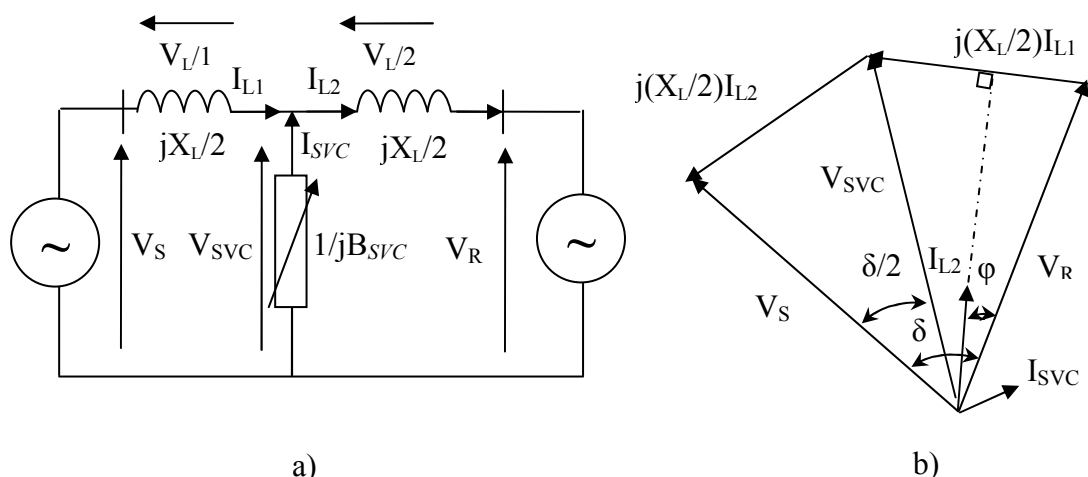 V_L/1
V_L/2
I_L1
I_L2
jX_L/2
I_SVC
jX_L/2
~
V_S
V_SVC
1/jB_SVC
V_R
~
a)
j(X_L/2)I_L1
j(X_L/2)I_L2
V_SVC
I_L2
φ
δ/2
V_R
V_S
δ
I_SVC
b)